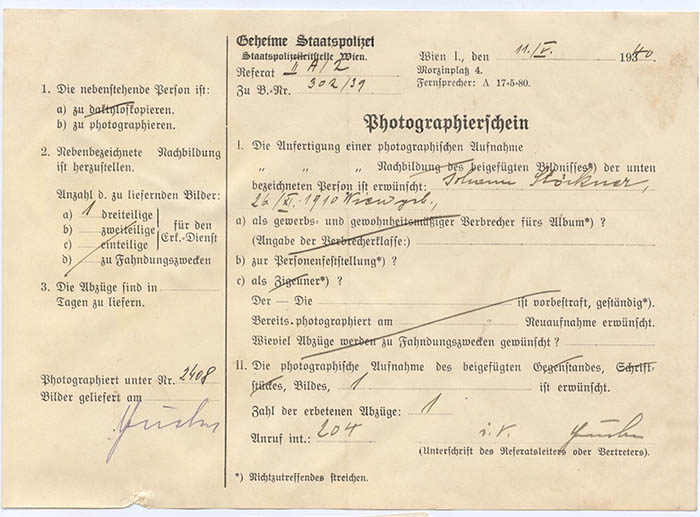 1. Die nebenstehende Person ist:
a) zu daktyloskopieren.
b) zu photographieren.
2. Nebenbezeichnete Nachbildung
ist herzustellen.
Anzahl d. zu liefernden Bilder:
a) 1 dreiteilige
b) zweiteilige
c) einteilige
für den
Erk.-Dienst
d) zu Fahndungszwecken
3. Die Abzüge sind in
Tagen zu liefern.
Photographiert unter Nr. 2408
Bilder geliefert am
Geheime Staatspolizei
Staatspolizeileitstelle Wien.
Referat II A/2
Zu B.-Nr. 302/39
Wien I., den 11./V. 1940.
Morzinplatz 4.
Fernsprecher: A 17-5-80.
Photographierschein
I. Die Anfertigung einer photographischen Aufnahme
" " " Nachbildung des beigefügten Bildnisses*) der unten
bezeichneten Person ist erwünscht: Johann Stöckner,
26./XI. 1910 geb.,
a) als gewerbs- und gewohnheitsmäßiger Verbrecher fürs Album*) ?
(Angabe der Verbrecherklasse:)
b) zur Personenfeststellung*) ?
c) als Zigeuner*) ?
Der — Die ist vorbestraft, geständig*).
Bereits photographiert am Neuaufnahme erwünscht.
Wieviel Abzüge werden zu Fahndungszwecken gewünscht ?
II. Die photographische Aufnahme des beigefügten Gegenstandes, Schrift-
stückes, Bildes, 1 ist erwünscht.
Zahl der erbetenen Abzüge: 1
Anruf int.: 204 i. V.
(Unterschrift des Referatsleiters oder Vertreters).
*) Nichtzutreffendes streichen.